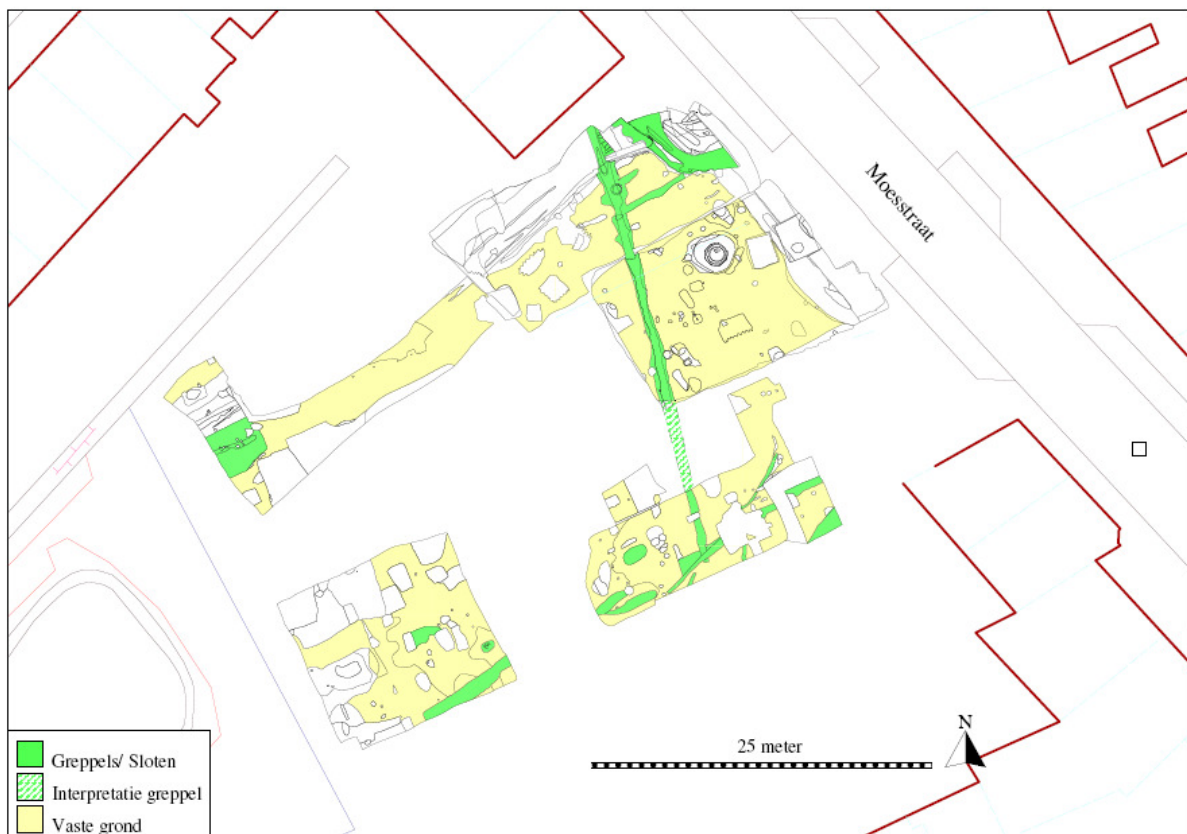 Moesstraat
N
25 meter
Greppels/ Sloten
Interpretatie greppel
Vaste grond